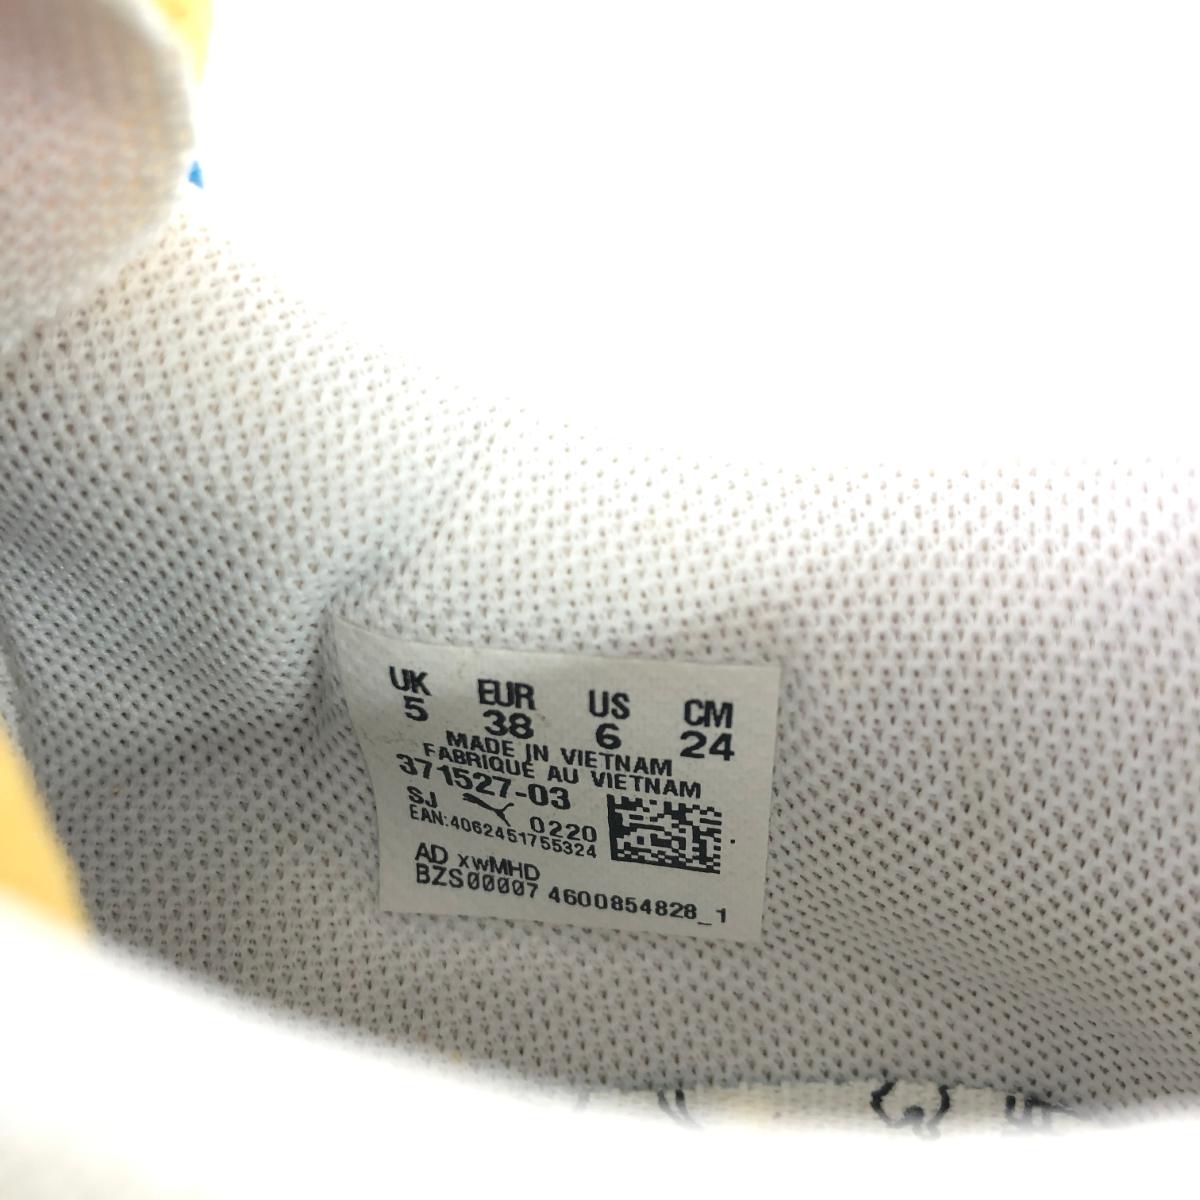 UK EUR US CM
5 38 6 24
MADE IN VIETNAM
FABRIQUÉ AU VIETNAM
371527-03
SJ 0220
EAN:4062451755324
AD xwMHD
BZS00007 4600854828_1